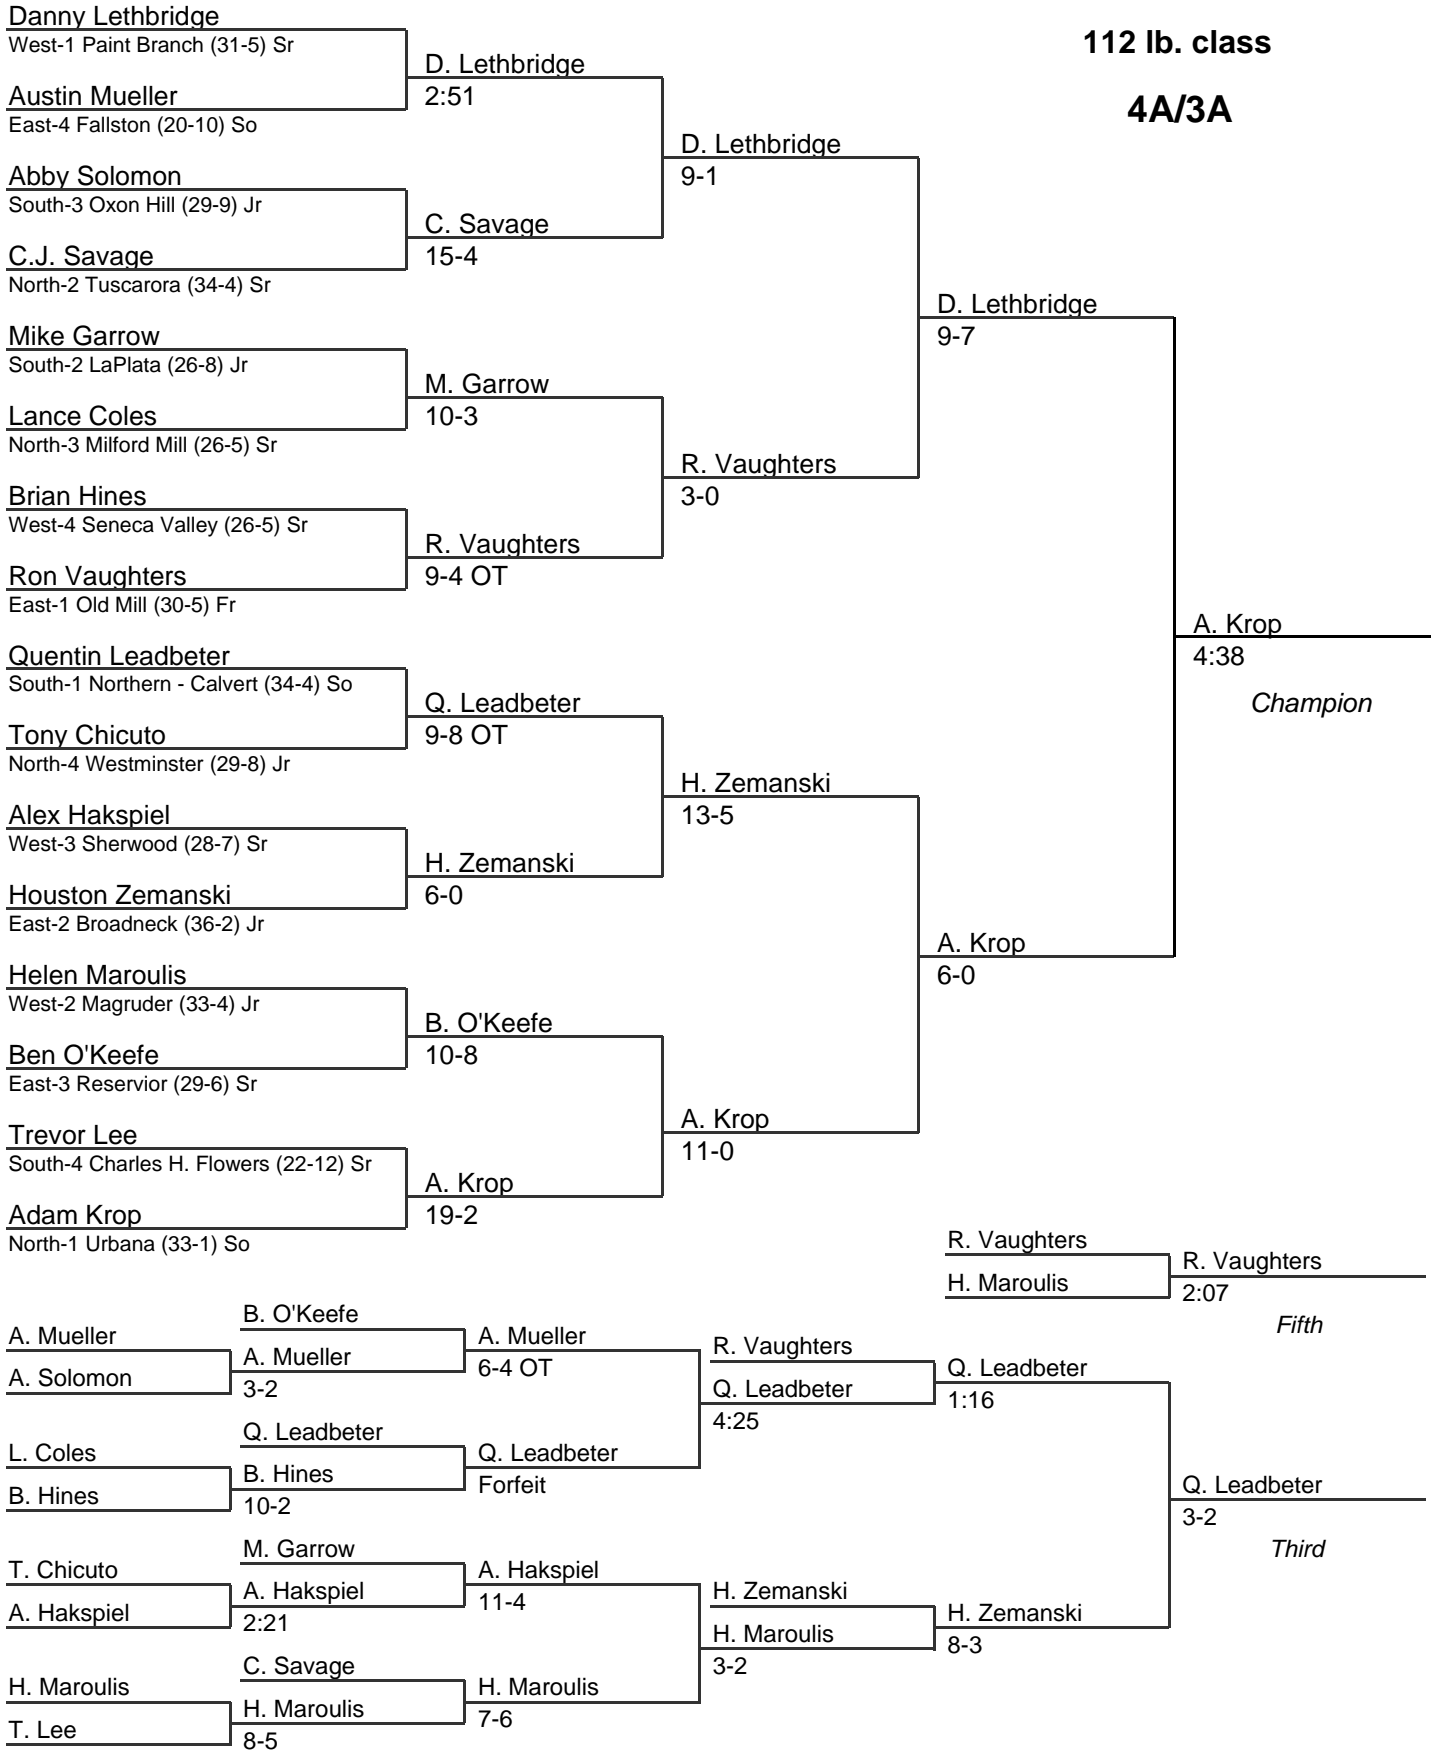 Danny Lethbridge
West-1 Paint Branch (31-5) Sr
112 lb. class
D. Lethbridge
2:51
Austin Mueller
East-4 Fallston (20-10) So
4A/3A
D. Lethbridge
9-1
Abby Solomon
South-3 Oxon Hill (29-9) Jr
C. Savage
15-4
C.J. Savage
North-2 Tuscarora (34-4) Sr
D. Lethbridge
9-7
Mike Garrow
South-2 LaPlata (26-8) Jr
M. Garrow
10-3
Lance Coles
North-3 Milford Mill (26-5) Sr
R. Vaughters
3-0
Brian Hines
West-4 Seneca Valley (26-5) Sr
R. Vaughters
9-4 OT
Ron Vaughters
East-1 Old Mill (30-5) Fr
A. Krop
4:38
Champion
Quentin Leadbeter
South-1 Northern - Calvert (34-4) So
Q. Leadbeter
9-8 OT
Tony Chicuto
North-4 Westminster (29-8) Jr
H. Zemanski
13-5
Alex Hakspiel
West-3 Sherwood (28-7) Sr
H. Zemanski
6-0
Houston Zemanski
East-2 Broadneck (36-2) Jr
A. Krop
6-0
Helen Maroulis
West-2 Magruder (33-4) Jr
B. O'Keefe
10-8
Ben O'Keefe
East-3 Reservior (29-6) Sr
A. Krop
11-0
Trevor Lee
South-4 Charles H. Flowers (22-12) Sr
A. Krop
19-2
Adam Krop
North-1 Urbana (33-1) So
R. Vaughters
H. Maroulis
R. Vaughters
2:07
Fifth
A. Mueller
A. Solomon
B. O'Keefe
A. Mueller
3-2
A. Mueller
6-4 OT
R. Vaughters
Q. Leadbeter
4:25
Q. Leadbeter
1:16
L. Coles
B. Hines
Q. Leadbeter
B. Hines
10-2
Q. Leadbeter
Forfeit
Q. Leadbeter
3-2
Third
T. Chicuto
A. Hakspiel
M. Garrow
A. Hakspiel
2:21
A. Hakspiel
11-4
H. Zemanski
H. Maroulis
3-2
H. Zemanski
8-3
H. Maroulis
T. Lee
C. Savage
H. Maroulis
8-5
H. Maroulis
7-6